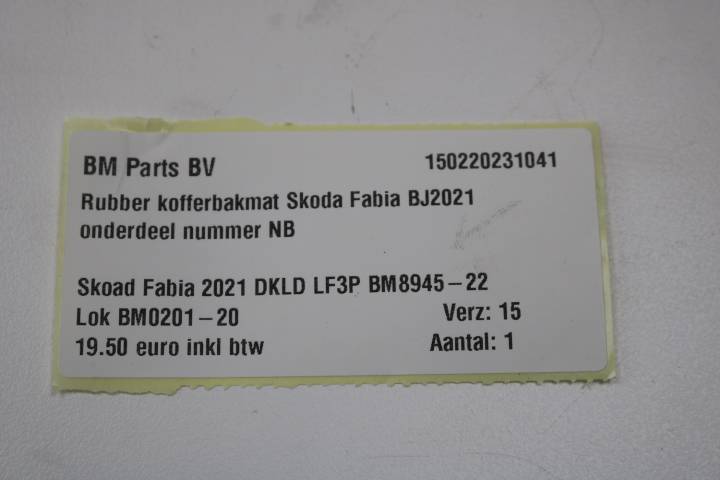 BM Parts BV 150220231041
Rubber kofferbakmat Skoda Fabia BJ2021
onderdeel nummer NB
Skoad Fabia 2021 DKLD LF3P BM8945-22
Lok BM0201-20 Verz: 15
19.50 euro inkl btw Aantal: 1